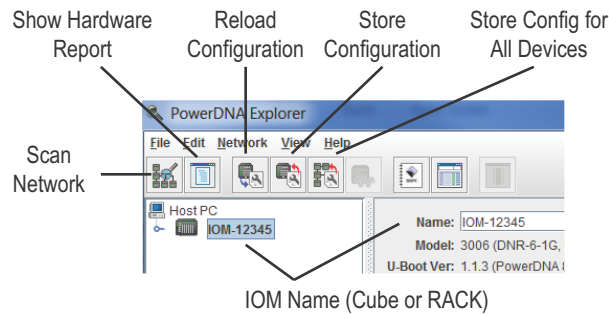 Show Hardware
Report
Reload
Configuration
Store
Configuration
Store Config for
All Devices
PowerDNA Explorer
File Edit Network View Help
Scan
Network
Host PC
IOM-12345
Name: IOM-12345
Model: 3006 (DNR-6-1G,
U-Boot Ver: 1.1.3 (PowerDNA
IOM Name (Cube or RACK)